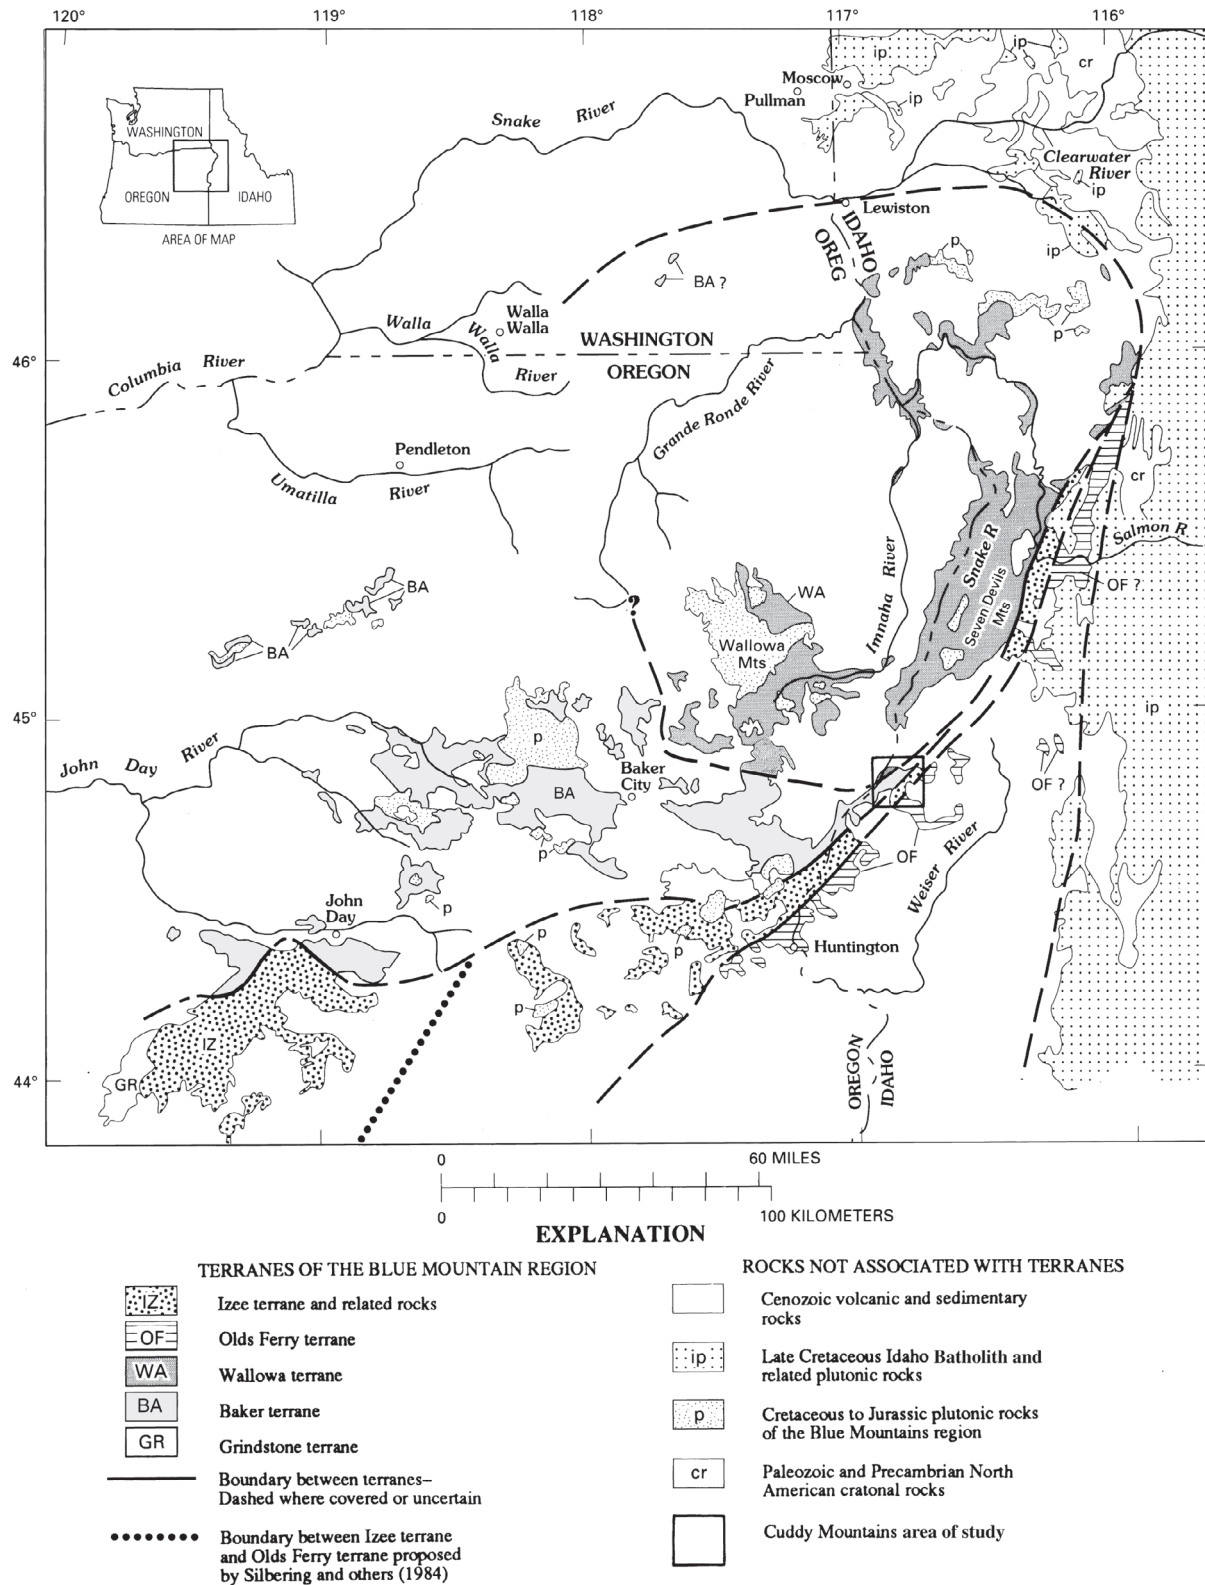 120°
119°
118°
117°
116°
ip
ip
cr
Moscow
Pullman
ip
Snake River
WASHINGTON
OREGON
IDAHO
AREA OF MAP
Clearwater
River
ip
Lewiston
IDAHO
OREG
p
ip
BA ?
Walla
Walla
Walla
Walla
River
p
WASHINGTON
OREGON
46°
Columbia River
Grande Ronde River
Pendleton
Umatilla River
cr
Salmon R
Snake R
Seven Devils
Mts
Imnaha River
OF ?
BA
WA
BA
Wallowa
Mts
45°
ip
p
John Day River
Baker
City
BA
OF ?
p
OF
Weiser River
p
John
Day
p
p
Huntington
p
IZ
GR
44°
OREGON
IDAHO
0 60 MILES
0 100 KILOMETERS
EXPLANATION
TERRANES OF THE BLUE MOUNTAIN REGION
IZ Izee terrane and related rocks
OF Olds Ferry terrane
WA Wallowa terrane
BA Baker terrane
GR Grindstone terrane
Boundary between terranes–
Dashed where covered or uncertain
Boundary between Izee terrane
and Olds Ferry terrane proposed
by Silbering and others (1984)
ROCKS NOT ASSOCIATED WITH TERRANES
Cenozoic volcanic and sedimentary
rocks
ip Late Cretaceous Idaho Batholith and
related plutonic rocks
p Cretaceous to Jurassic plutonic rocks
of the Blue Mountains region
cr Paleozoic and Precambrian North
American cratonal rocks
Cuddy Mountains area of study